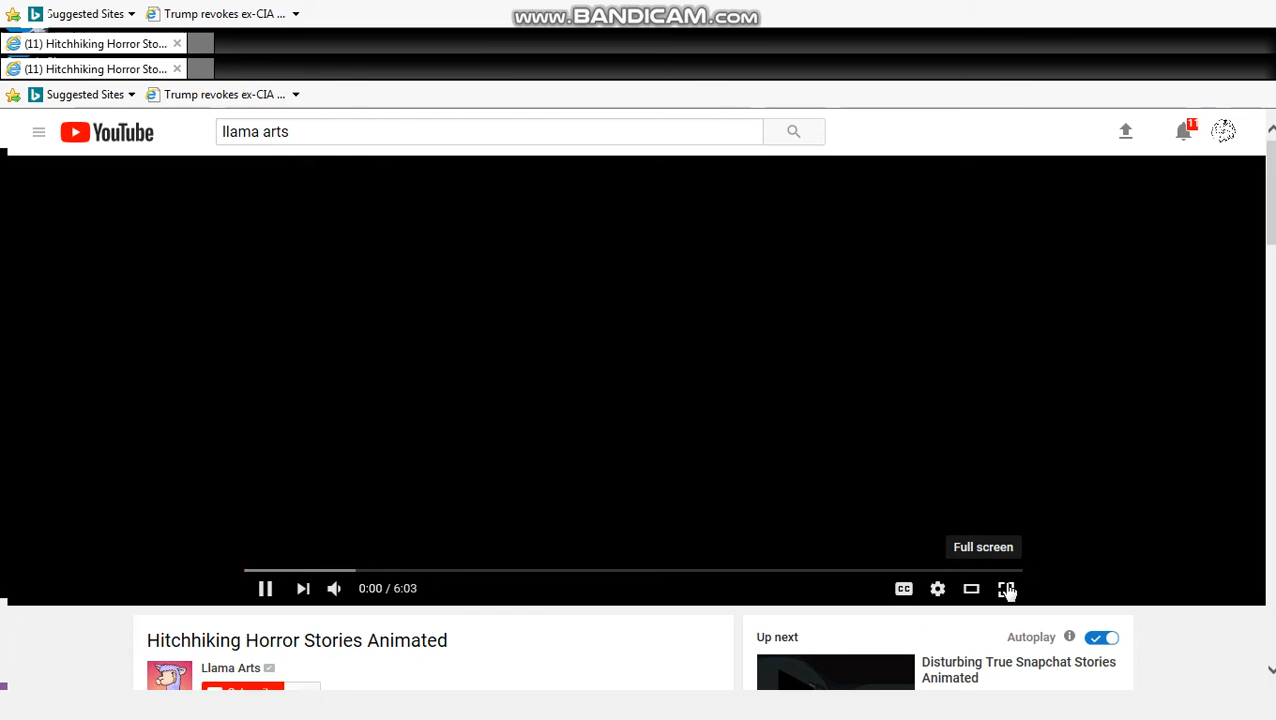 Suggested Sites
Trump revokes ex-CIA ...
www.BANDICAM.com
(11) Hitchhiking Horror Sto...
(11) Hitchhiking Horror Sto...
Suggested Sites
Trump revokes ex-CIA ...
YouTube
llama arts
11
Full screen
0:00 / 6:03
CC
Hitchhiking Horror Stories Animated
Llama Arts
Up next
Autoplay
Disturbing True Snapchat Stories
Animated